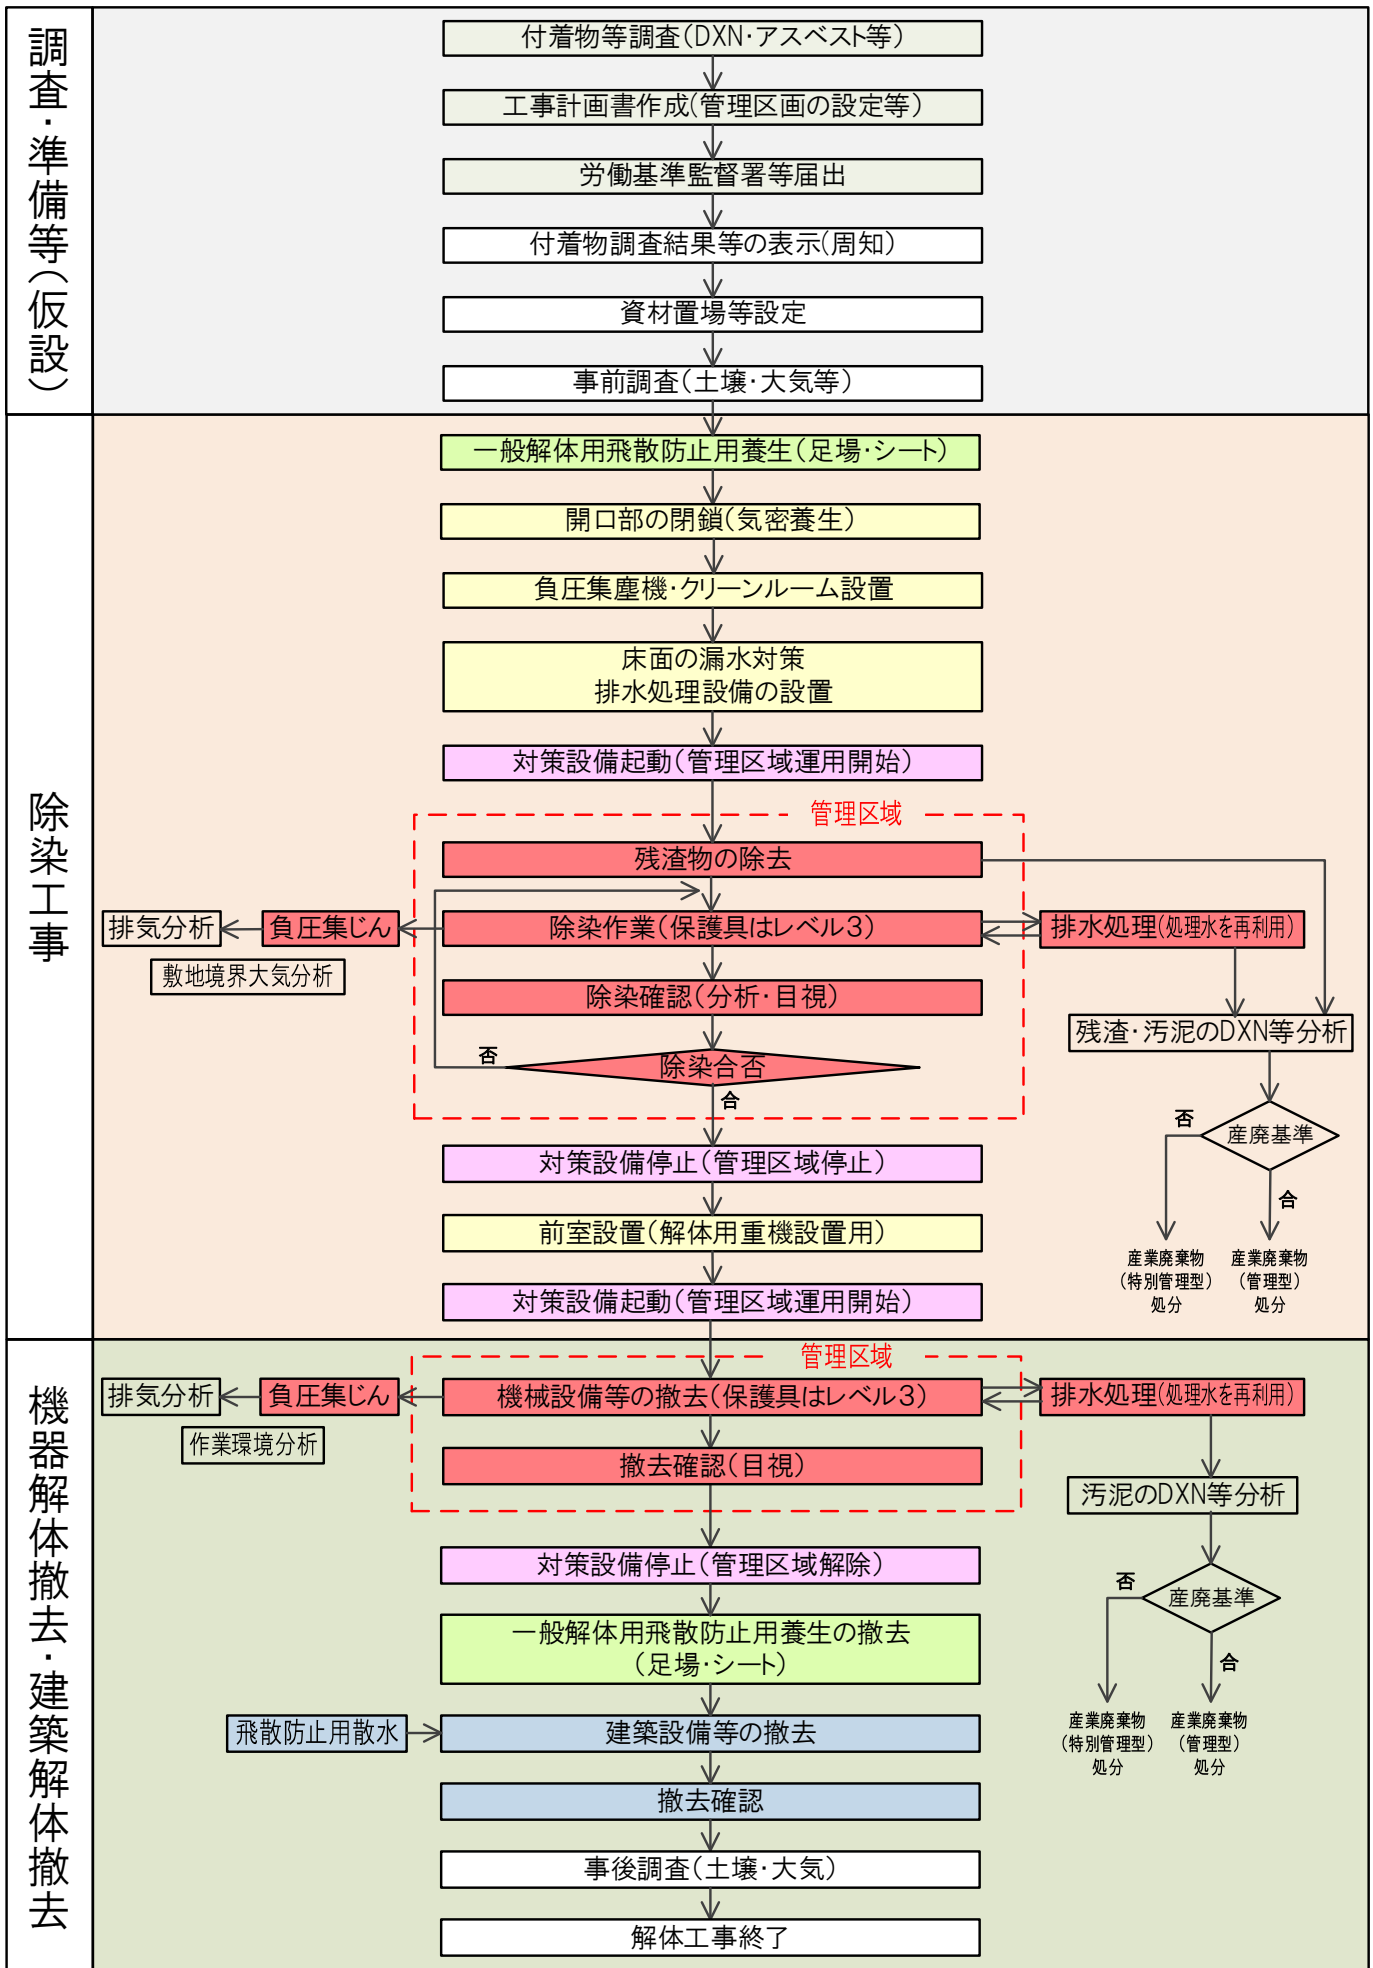 調査・準備等（仮設）
付着物等調査（DXN・アスベスト等）
工事計画書作成（管理区画の設定等）
労働基準監督署等届出
付着物調査結果等の表示（周知）
資材置場等設定
事前調査（土壌・大気等）
除染工事
一般解体用飛散防止用養生（足場・シート）
開口部の閉鎖（気密養生）
負圧集塵機・クリーンルーム設置
床面の漏水対策
排水処理設備の設置
対策設備起動（管理区域運用開始）
管理区域
残渣物の除去
排気分析
負圧集じん
除染作業（保護具はレベル3）
排水処理（処理水を再利用）
敷地境界大気分析
除染確認（分析・目視）
残渣・汚泥のDXN等分析
否
除染合否
合
否
産廃基準
合
対策設備停止（管理区域停止）
前室設置（解体用重機設置用）
産業廃棄物
（特別管理型）
処分
産業廃棄物
（管理型）
処分
対策設備起動（管理区域運用開始）
機器解体撤去・建築解体撤去
管理区域
排気分析
負圧集じん
機械設備等の撤去（保護具はレベル3）
排水処理（処理水を再利用）
作業環境分析
撤去確認（目視）
汚泥のDXN等分析
対策設備停止（管理区域解除）
否
産廃基準
合
一般解体用飛散防止用養生の撤去
（足場・シート）
産業廃棄物
（特別管理型）
処分
産業廃棄物
（管理型）
処分
飛散防止用散水
建築設備等の撤去
撤去確認
事後調査（土壌・大気）
解体工事終了